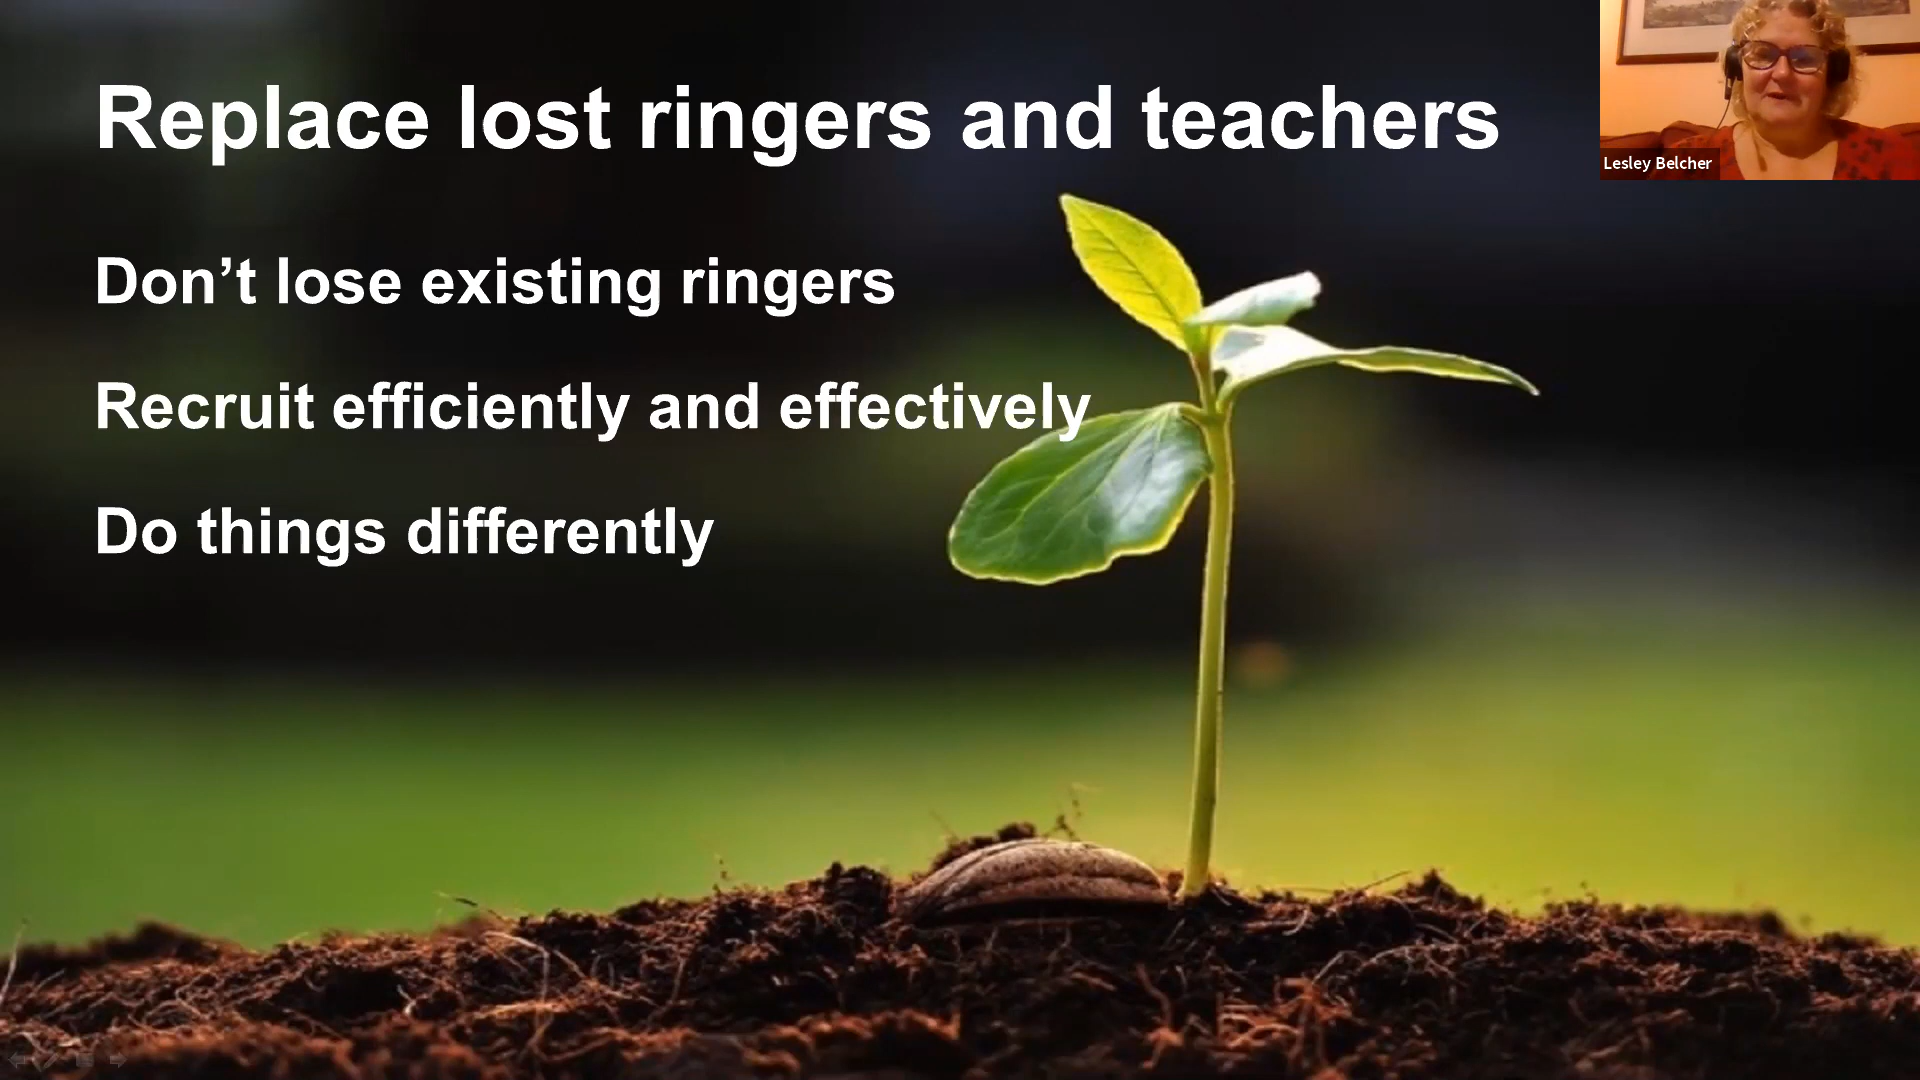 Replace lost ringers and teachers
Lesley Belcher
Don’t lose existing ringers
Recruit efficiently and effectively
Do things differently